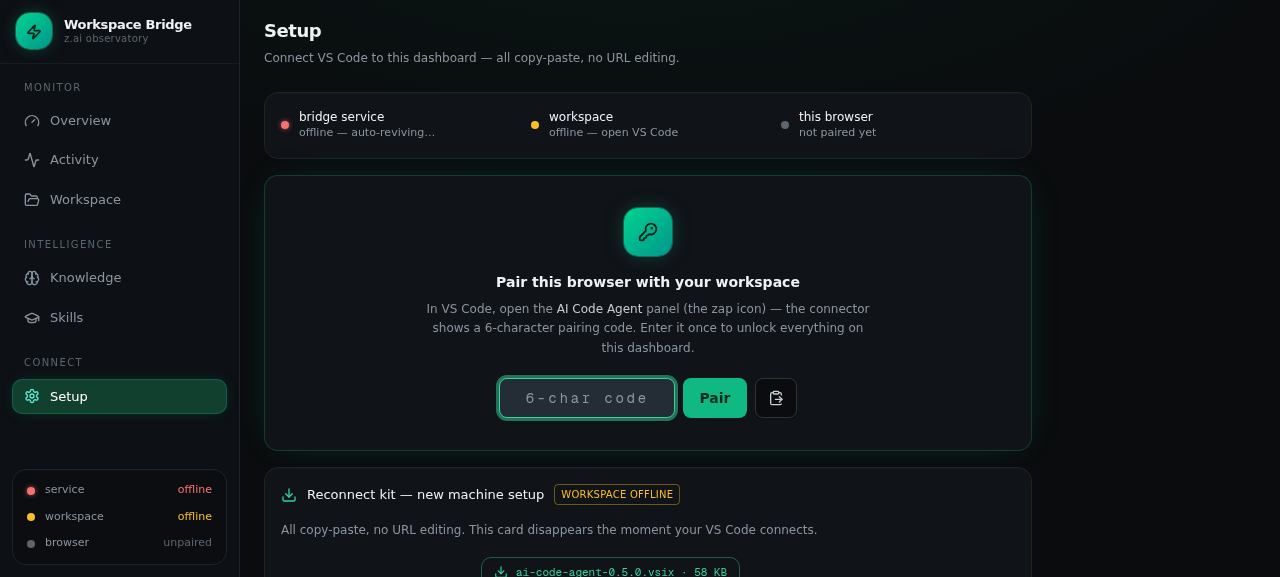 Workspace Bridge
z.ai observatory
MONITOR
Overview
Activity
Workspace
INTELLIGENCE
Knowledge
Skills
CONNECT
Setup
service offline
workspace offline
browser unpaired
Setup
Connect VS Code to this dashboard — all copy-paste, no URL editing.
bridge service
offline — auto-reviving…
workspace
offline — open VS Code
this browser
not paired yet
Pair this browser with your workspace
In VS Code, open the AI Code Agent panel (the zap icon) — the connector
shows a 6-character pairing code. Enter it once to unlock everything on
this dashboard.
6-char code
Pair
Reconnect kit — new machine setup WORKSPACE OFFLINE
All copy-paste, no URL editing. This card disappears the moment your VS Code connects.
ai-code-agent-0.5.0.vsix · 58 KB